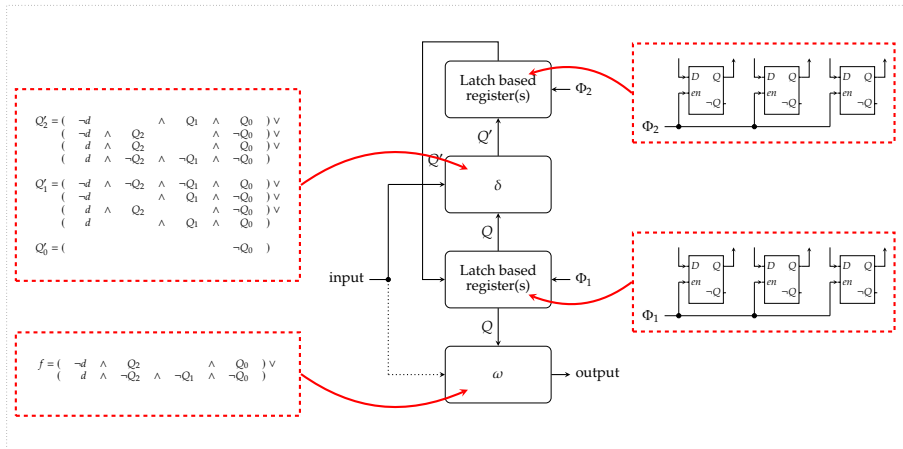 Q′₂ = ( ¬d ∧ Q₁ ∧ Q₀ ) ∨
( ¬d ∧ Q₂ ∧ ¬Q₀ ) ∨
( d ∧ Q₂ ∧ Q₀ ) ∨
( d ∧ ¬Q₂ ∧ ¬Q₁ ∧ ¬Q₀ )
Q′₁ = ( ¬d ∧ ¬Q₂ ∧ ¬Q₁ ∧ Q₀ ) ∨
( ¬d ∧ Q₁ ∧ ¬Q₀ ) ∨
( d ∧ Q₂ ∧ ¬Q₀ ) ∨
( d ∧ Q₁ ∧ Q₀ )
Q′₀ = ( ¬Q₀ )
f = ( ¬d ∧ Q₂ ∧ Q₀ ) ∨
( d ∧ ¬Q₂ ∧ ¬Q₁ ∧ ¬Q₀ )
Latch based
register(s)
Φ₂
Q′
Q′
δ
Q
input
Latch based
register(s)
Φ₁
Q
ω
output
D Q
en
¬Q
D Q
en
¬Q
D Q
en
¬Q
Φ₂
D Q
en
¬Q
D Q
en
¬Q
D Q
en
¬Q
Φ₁